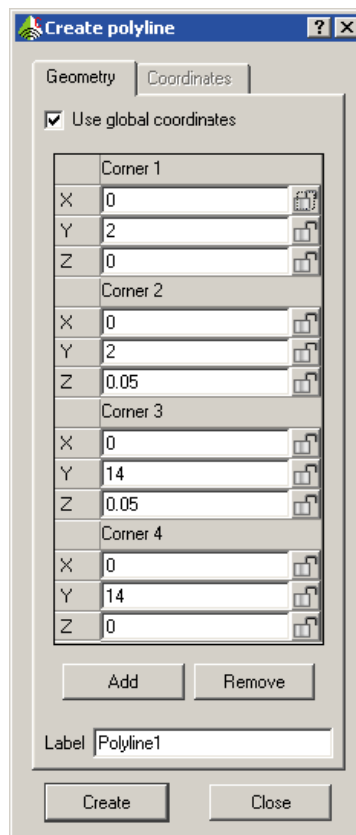 Create polyline
Geometry Coordinates
Use global coordinates
Corner 1
X 0
Y 2
Z 0
Corner 2
X 0
Y 2
Z 0.05
Corner 3
X 0
Y 14
Z 0.05
Corner 4
X 0
Y 14
Z 0
Add Remove
Label Polyline1
Create Close